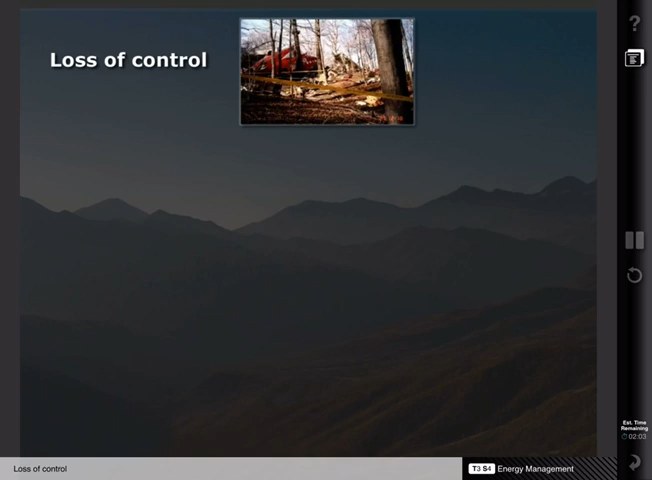 Loss of control
?
Est. Time
Remaining
02:03
Loss of control
T3 S4 Energy Management